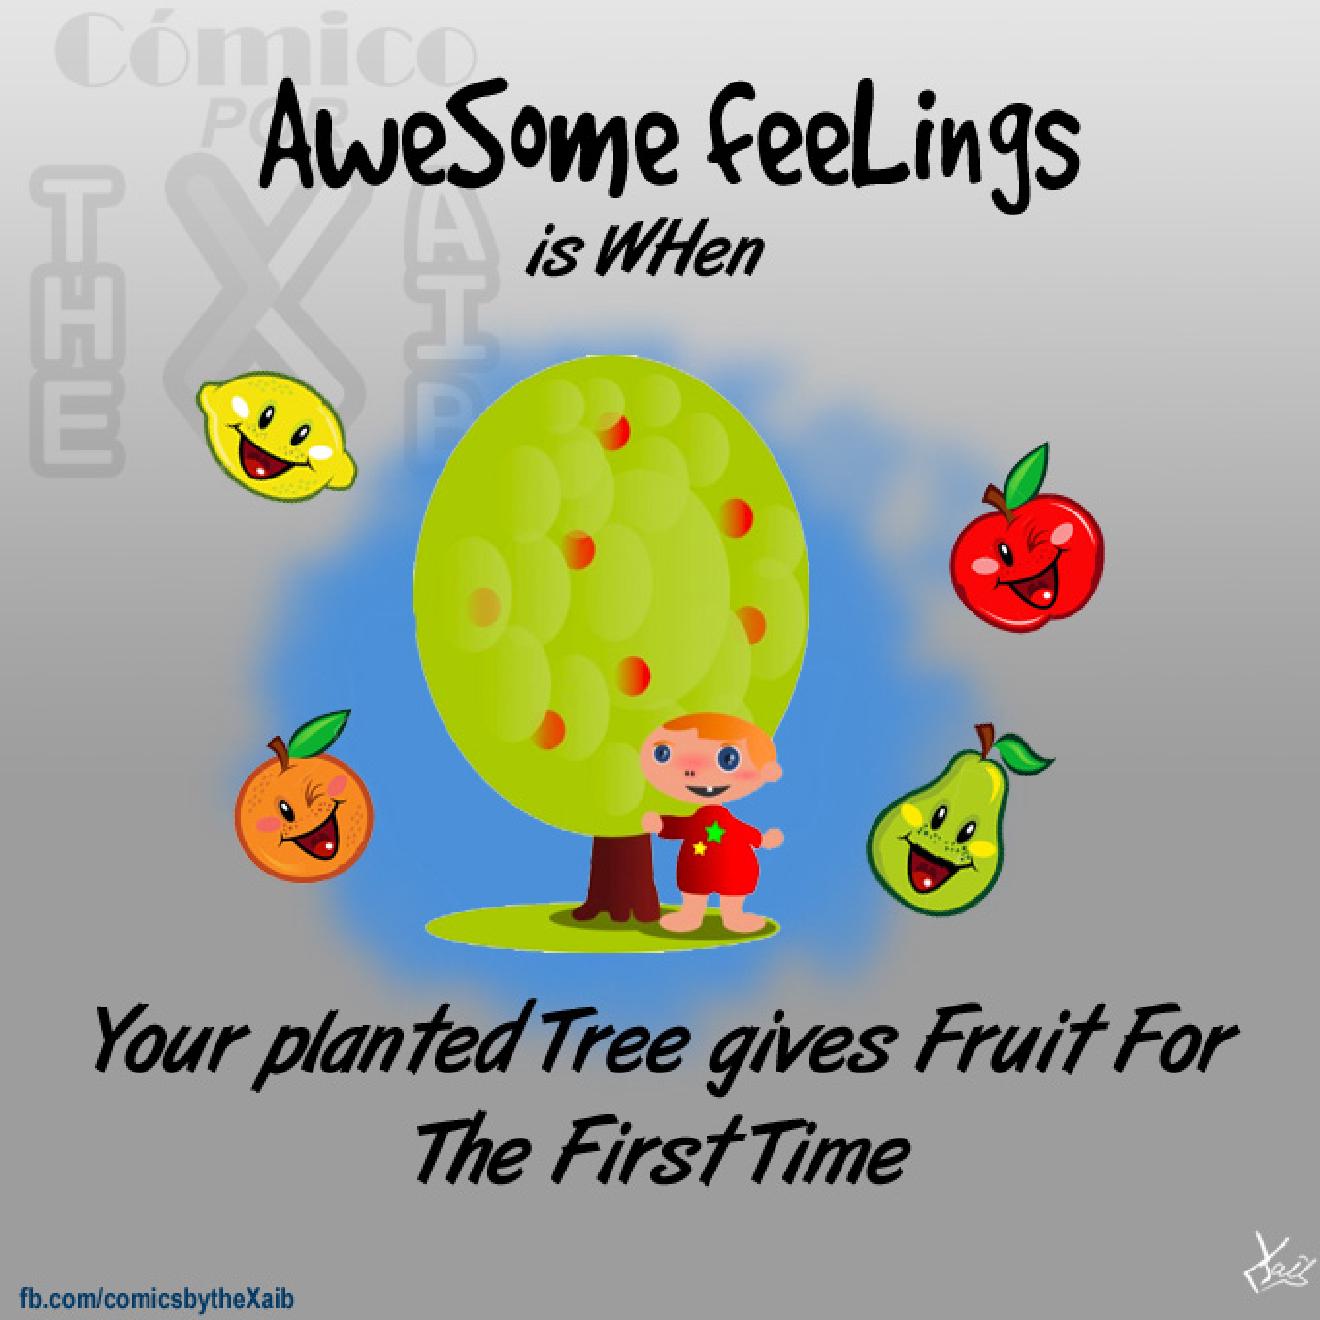 Cómico
POR
THE
X
AIB
AweSome feeLings
is WHen
Your planted Tree gives Fruit For
The First Time
Xaib
fb.com/comicsbytheXaib